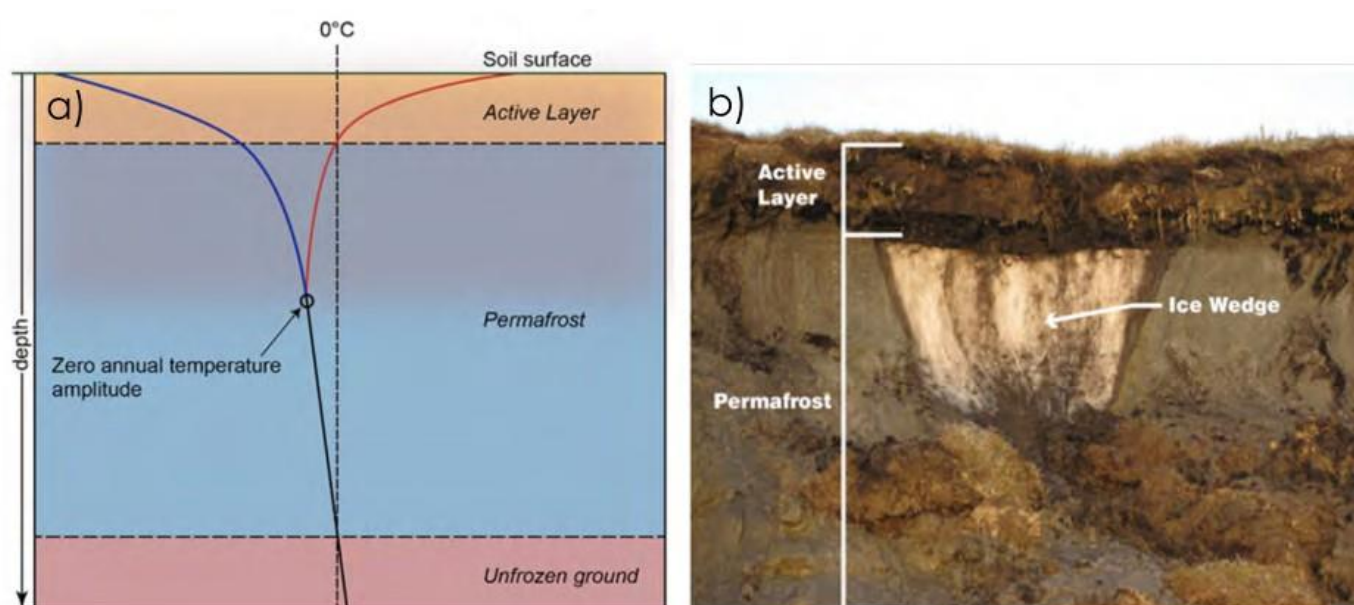 0°C
Soil surface
a)
Active Layer
Permafrost
Zero annual temperature
amplitude
depth
Unfrozen ground
b)
Active
Layer
Ice Wedge
Permafrost